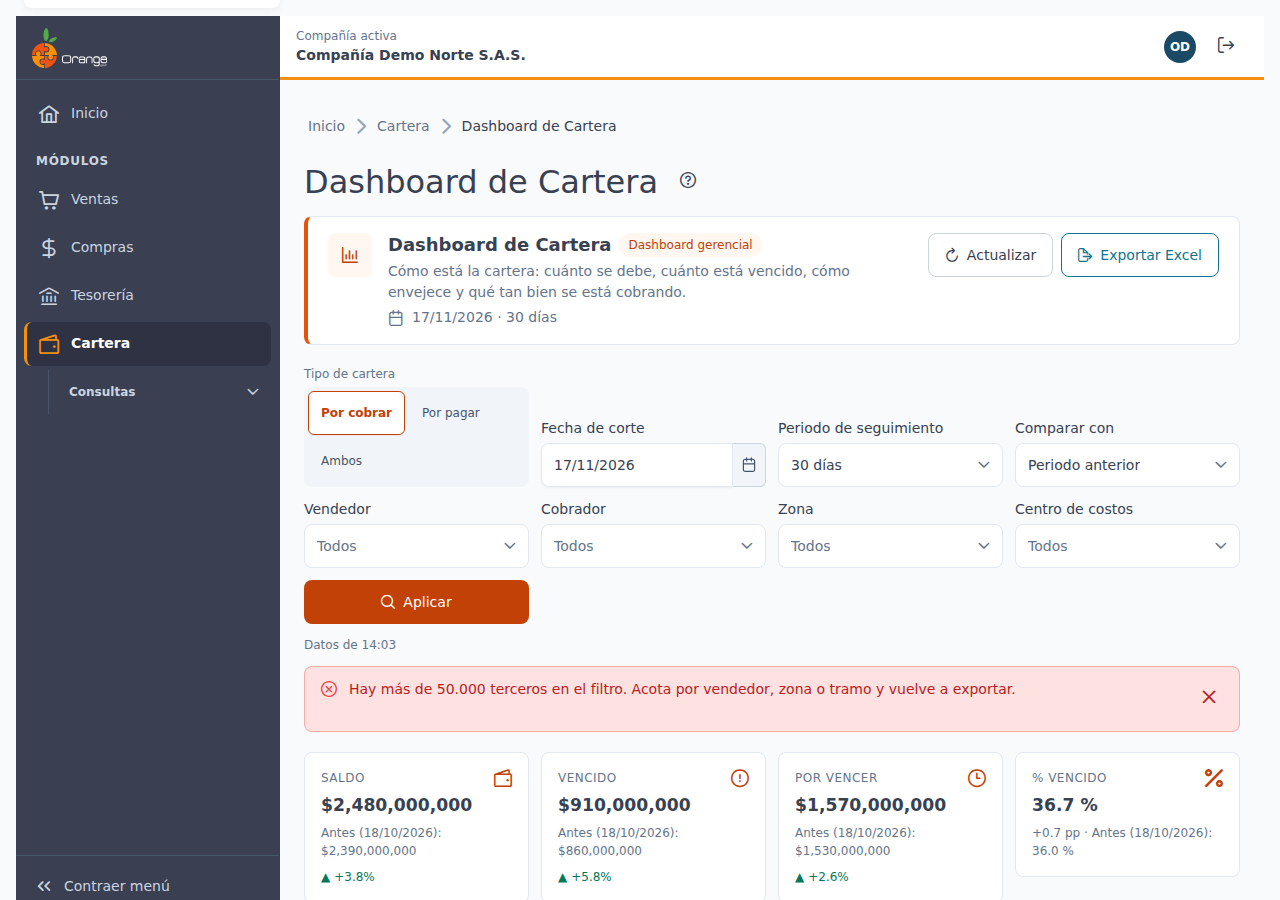 Orange
Compañía activa
Compañía Demo Norte S.A.S.
OD
Inicio
MÓDULOS
Ventas
Compras
Tesorería
Cartera
Consultas
Contraer menú
Inicio
Cartera
Dashboard de Cartera
Dashboard de Cartera
Dashboard de Cartera
Dashboard gerencial
Cómo está la cartera: cuánto se debe, cuánto está vencido, cómo
envejece y qué tan bien se está cobrando.
17/11/2026 · 30 días
Actualizar
Exportar Excel
Tipo de cartera
Por cobrar
Por pagar
Ambos
Fecha de corte
17/11/2026
Periodo de seguimiento
30 días
Comparar con
Periodo anterior
Vendedor
Todos
Cobrador
Todos
Zona
Todos
Centro de costos
Todos
Aplicar
Datos de 14:03
Hay más de 50.000 terceros en el filtro. Acota por vendedor, zona o tramo y vuelve a exportar.
SALDO
$2,480,000,000
Antes (18/10/2026):
$2,390,000,000
▲ +3.8%
VENCIDO
$910,000,000
Antes (18/10/2026):
$860,000,000
▲ +5.8%
POR VENCER
$1,570,000,000
Antes (18/10/2026):
$1,530,000,000
▲ +2.6%
% VENCIDO
36.7 %
+0.7 pp · Antes (18/10/2026):
36.0 %